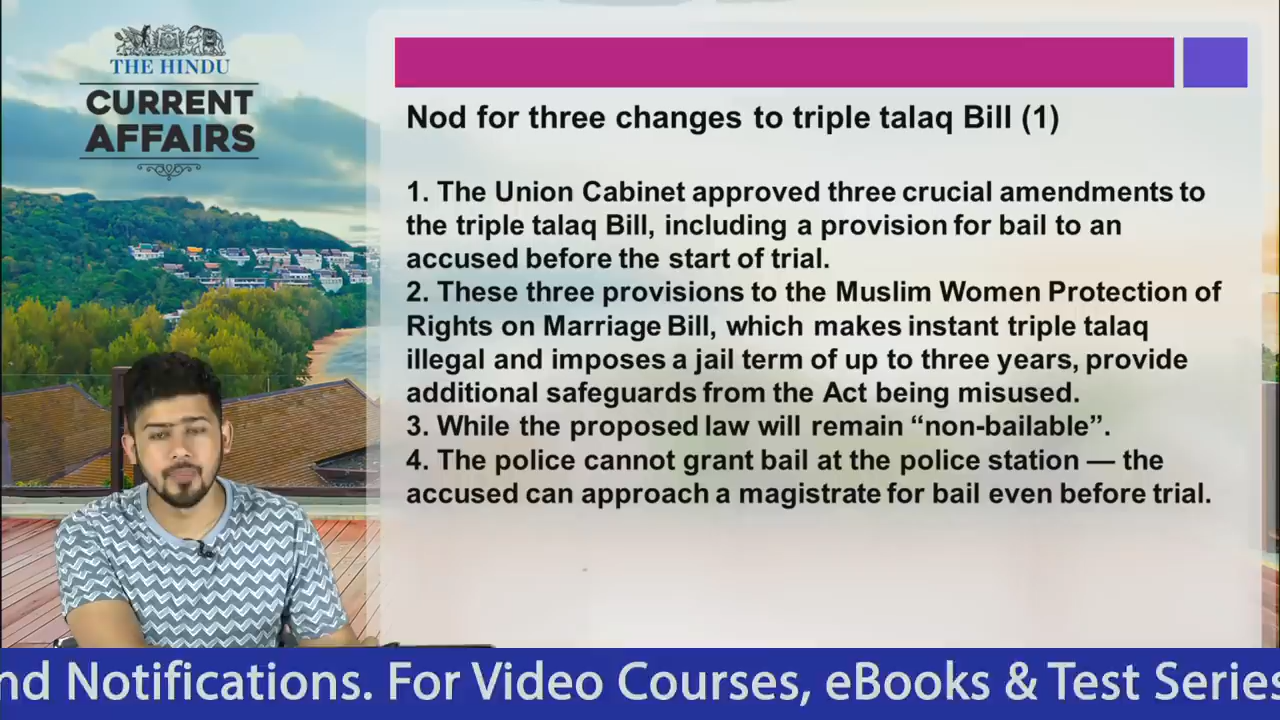 THE HINDU
CURRENT
AFFAIRS
Nod for three changes to triple talaq Bill (1)
1. The Union Cabinet approved three crucial amendments to
the triple talaq Bill, including a provision for bail to an
accused before the start of trial.
2. These three provisions to the Muslim Women Protection of
Rights on Marriage Bill, which makes instant triple talaq
illegal and imposes a jail term of up to three years, provide
additional safeguards from the Act being misused.
3. While the proposed law will remain “non-bailable”.
4. The police cannot grant bail at the police station — the
accused can approach a magistrate for bail even before trial.
nd Notifications. For Video Courses, eBooks & Test Series